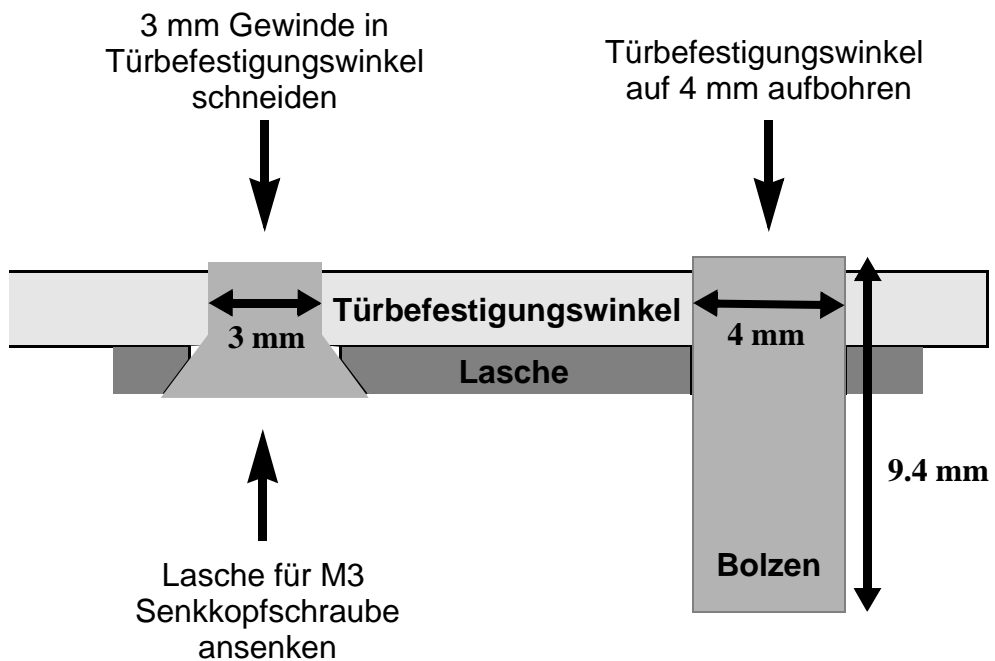 3 mm Gewinde in
Türbefestigungswinkel
schneiden
Türbefestigungswinkel
auf 4 mm aufbohren
Türbefestigungswinkel
3 mm
4 mm
Lasche
9.4 mm
Bolzen
Lasche für M3
Senkkopfschraube
ansenken